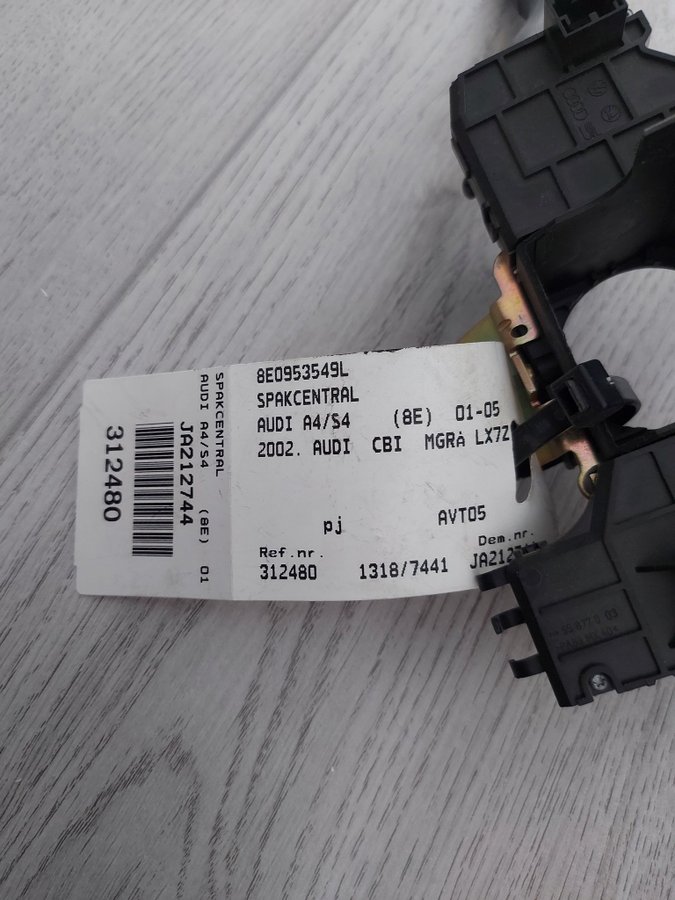 8E0953549L
SPAKCENTRAL
AUDI A4/S4 (8E) 01-05
2002. AUDI CBI MGRÅ LX7Z
pj AVT05
Ref.nr. Dem.nr.
312480 1318/7441
SPAKCENTRAL
AUDI A4/S4 (8E) 01
JA212744
312480